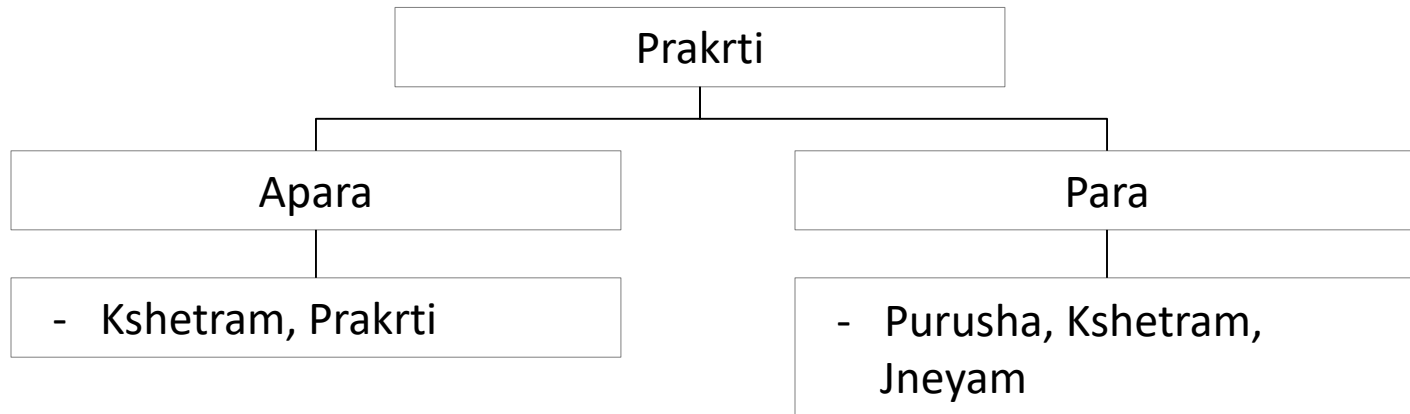 Prakrti
Apara
Para
- Kshetram, Prakrti
- Purusha, Kshetram,
Jneyam